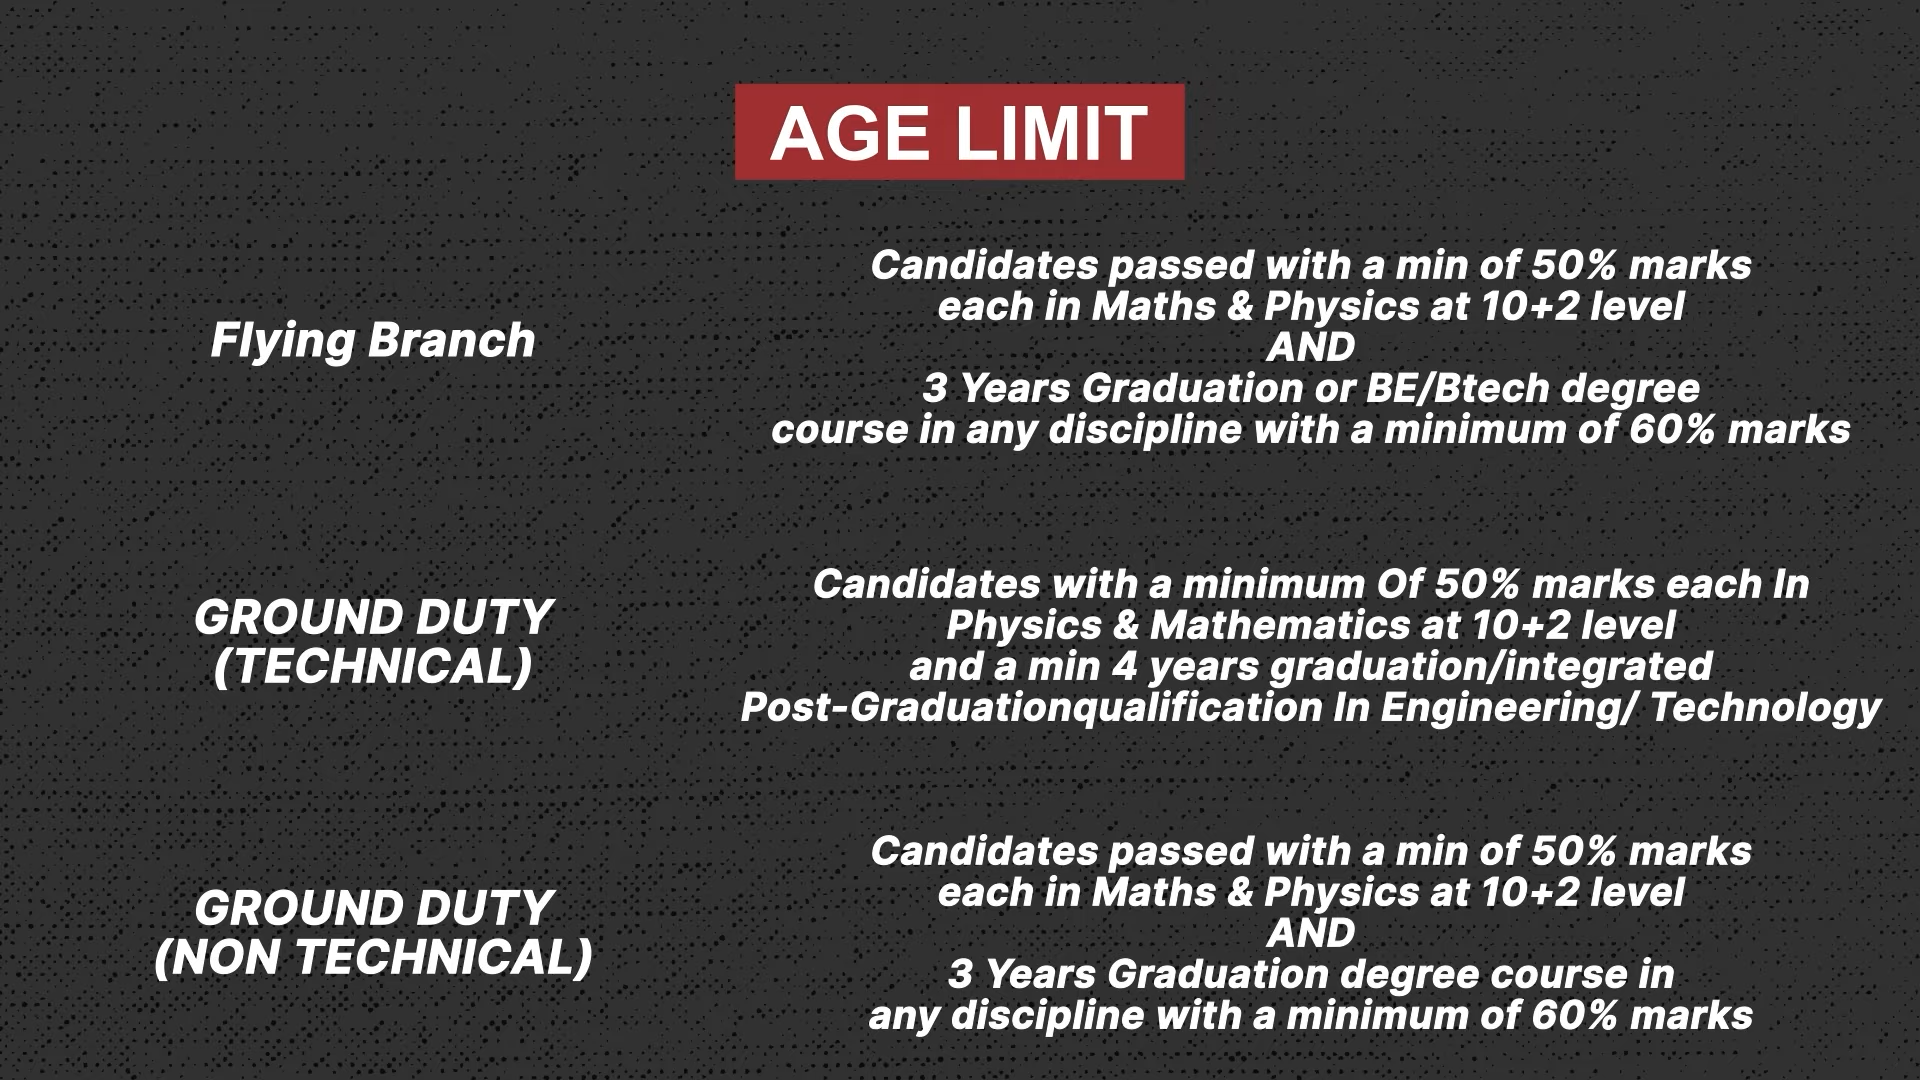 AGE LIMIT
Flying Branch
Candidates passed with a min of 50% marks
each in Maths & Physics at 10+2 level
AND
3 Years Graduation or BE/Btech degree
course in any discipline with a minimum of 60% marks
GROUND DUTY
(TECHNICAL)
Candidates with a minimum Of 50% marks each In
Physics & Mathematics at 10+2 level
and a min 4 years graduation/integrated
Post-Graduationqualification In Engineering/ Technology
GROUND DUTY
(NON TECHNICAL)
Candidates passed with a min of 50% marks
each in Maths & Physics at 10+2 level
AND
3 Years Graduation degree course in
any discipline with a minimum of 60% marks